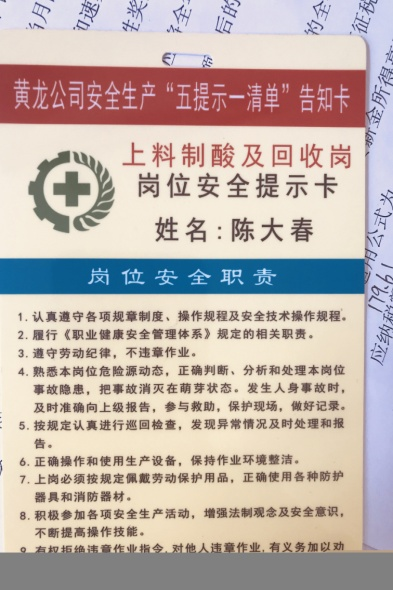 黄龙公司安全生产“五提示一清单”告知卡
上料制酸及回收岗
岗位安全提示卡
姓名:陈大春
岗位安全职责
1. 认真遵守各项规章制度、操作规程及安全技术操作规程。
2. 履行《职业健康安全管理体系》规定的相关职责。
3. 遵守劳动纪律，不违章作业。
4. 熟悉本岗位危险源动态，正确判断、分析和处理本岗位
事故隐患，把事故消灭在萌芽状态。发生人身事故时，
及时准确向上级报告，参与救助，保护现场，做好记录。
5. 按规定认真进行巡回检查，发现异常情况及时处理和报
告。
6. 正确操作和使用生产设备，保持作业环境整洁。
7. 上岗必须按规定佩戴劳动保护用品，正确使用各种防护
器具和消防器材。
8. 积极参加各项安全生产活动，增强法制观念及安全意识，
不断提高操作技能。
9. 有权拒绝违章作业指令，对他人违章作业，有义务加以劝